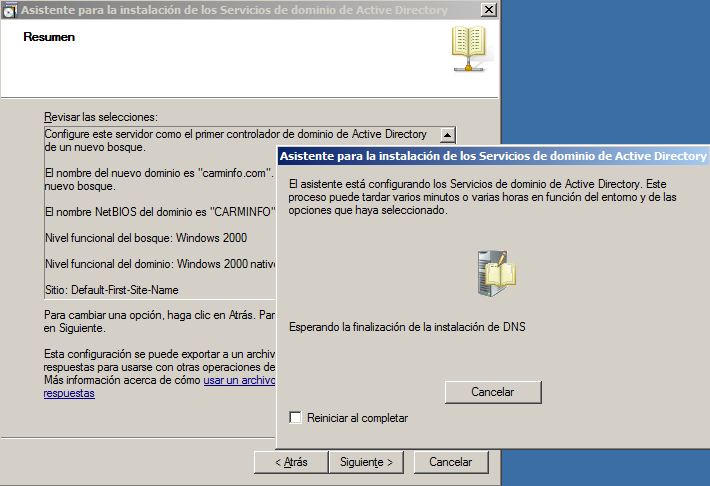 Asistente para la instalación de los Servicios de dominio de Active Directory
Resumen
Revisar las selecciones:
Configure este servidor como el primer controlador de dominio de Active Directory
de un nuevo bosque.
El nombre del nuevo dominio es "carminfo.com".
nuevo bosque.
El nombre NetBIOS del dominio es "CARMINFO"
Nivel funcional del bosque: Windows 2000
Nivel funcional del dominio: Windows 2000 native
Sitio: Default-First-Site-Name
Para cambiar una opción, haga clic en Atrás. Par
en Siguiente.
Esta configuración se puede exportar a un archiv
respuestas para usarse con otras operaciones de
Más información acerca de cómo usar un archivo
respuestas
< Atrás
Siguiente >
Cancelar
Asistente para la instalación de los Servicios de dominio de Active Directory
El asistente está configurando los Servicios de dominio de Active Directory. Este
proceso puede tardar varios minutos o varias horas en función del entorno y de las
opciones que haya seleccionado.
Esperando la finalización de la instalación de DNS
Cancelar
Reiniciar al completar